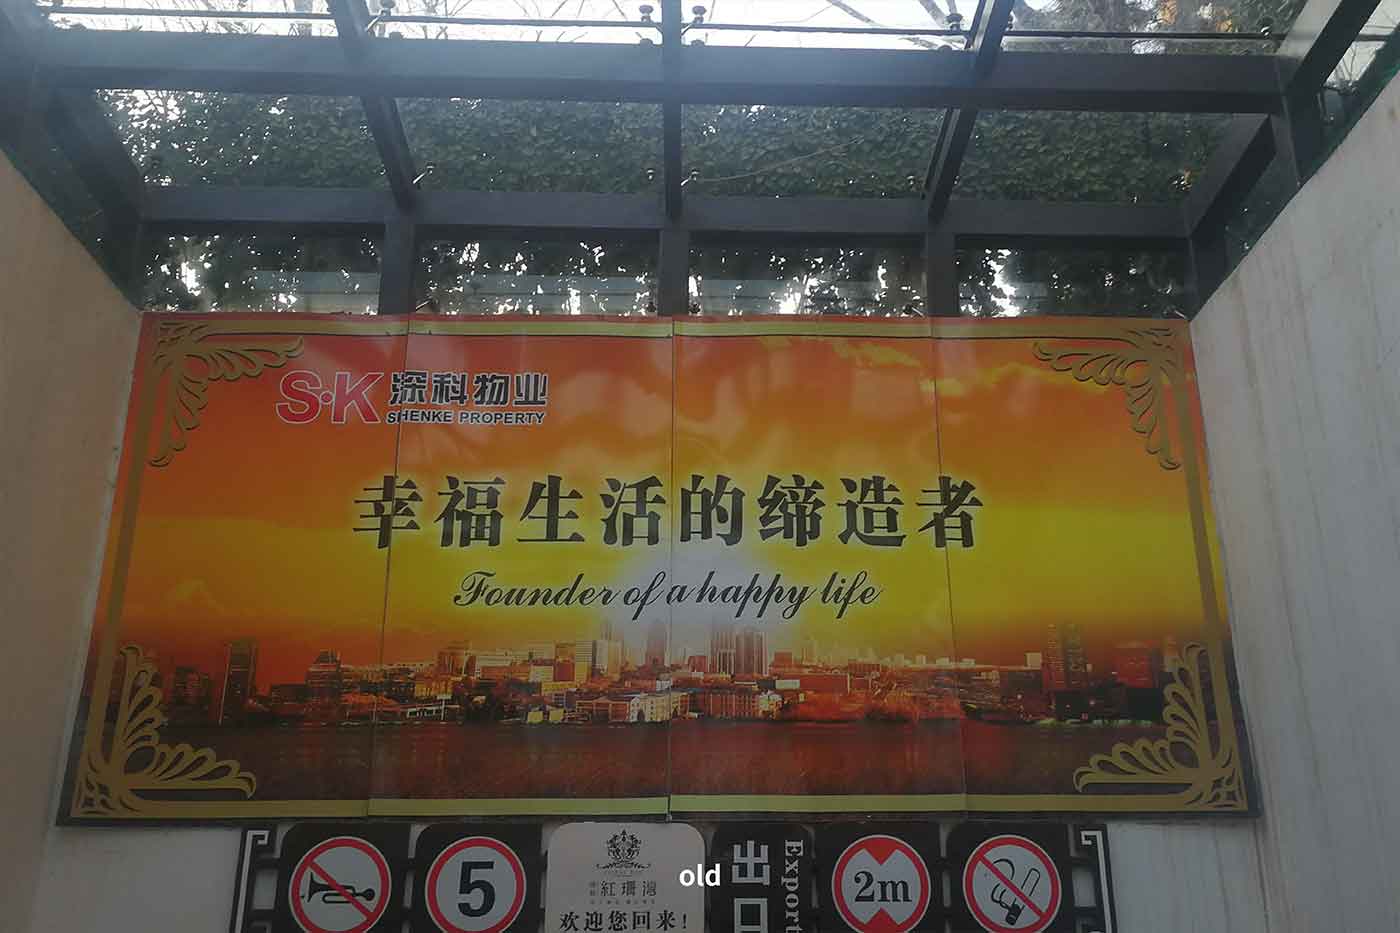 S·K 深科物业
SHENKE PROPERTY
幸福生活的缔造者
Founder of a happy life
5
紅珊灣
欢迎您回来!
old
出口
Export
2m